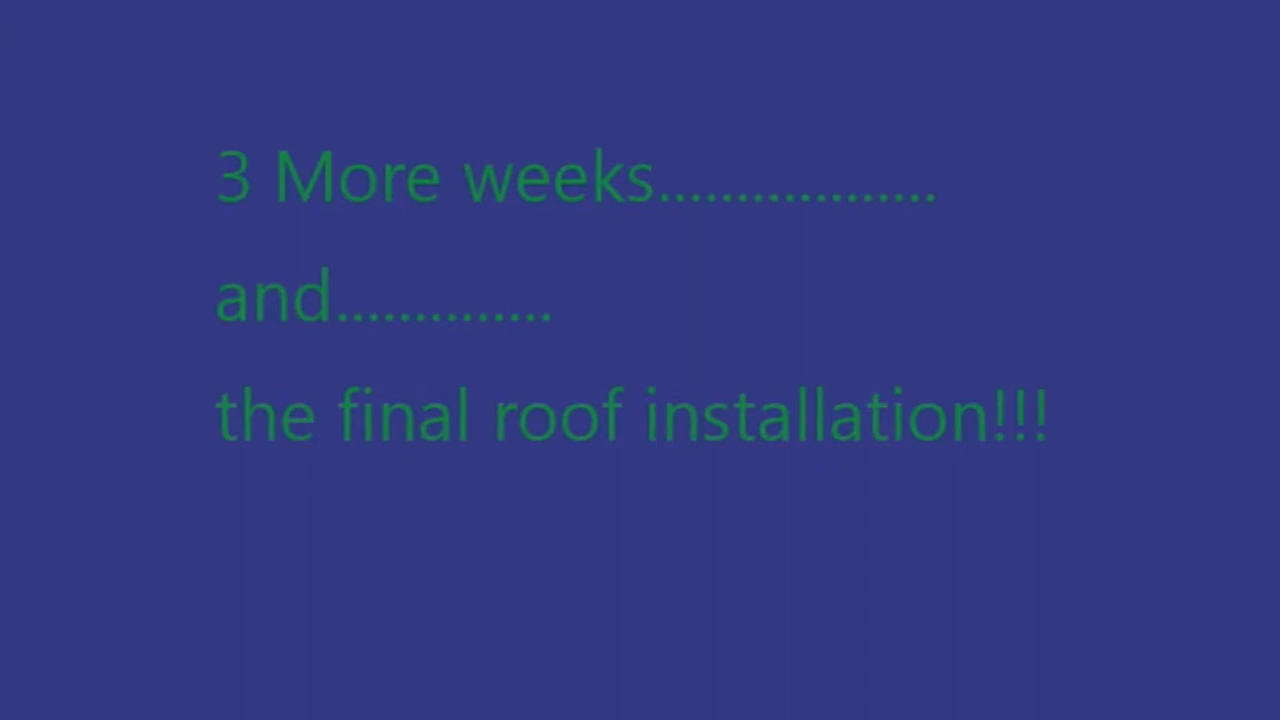 3 More weeks..................
and..............
the final roof installation!!!